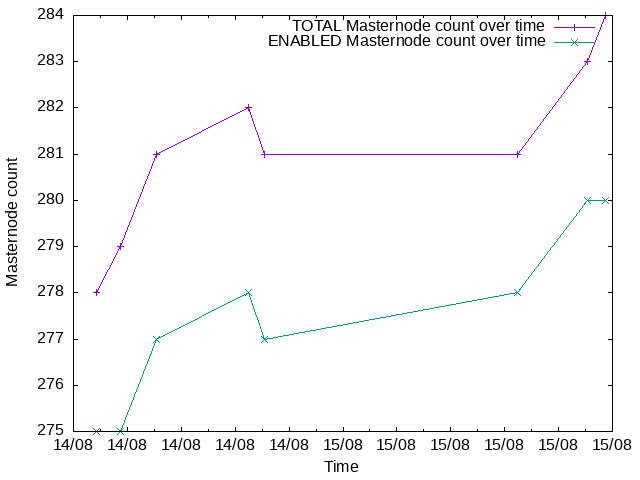 284
283
282
281
280
279
278
277
276
275
Masternode count
TOTAL Masternode count over time
ENABLED Masternode count over time
14/08 14/08 14/08 14/08 14/08 15/08 15/08 15/08 15/08 15/08 15/08
Time